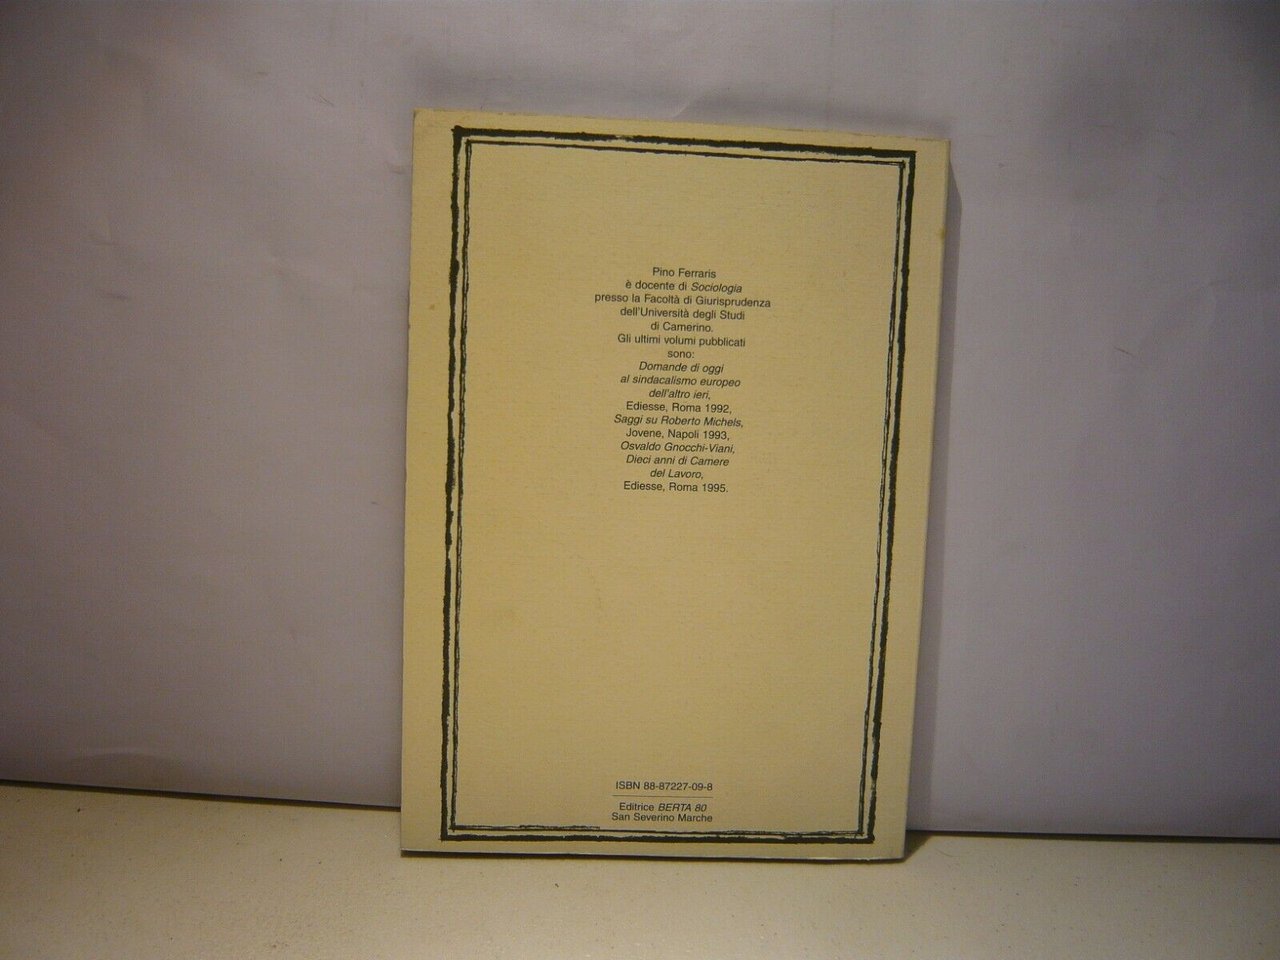 Pino Ferraris
è docente di Sociologia
presso la Facoltà di Giurisprudenza
dell'Università degli Studi
di Camerino.
Gli ultimi volumi pubblicati
sono:
Domande di oggi
al sindacalismo europeo
dell'altro ieri,
Ediesse, Roma 1992,
Saggi su Roberto Michels,
Jovene, Napoli 1993,
Osvaldo Gnocchi-Viani,
Dieci anni di Camere
del Lavoro,
Ediesse, Roma 1995.
ISBN 88-87227-09-8
Editrice BERTA 80
San Severino Marche